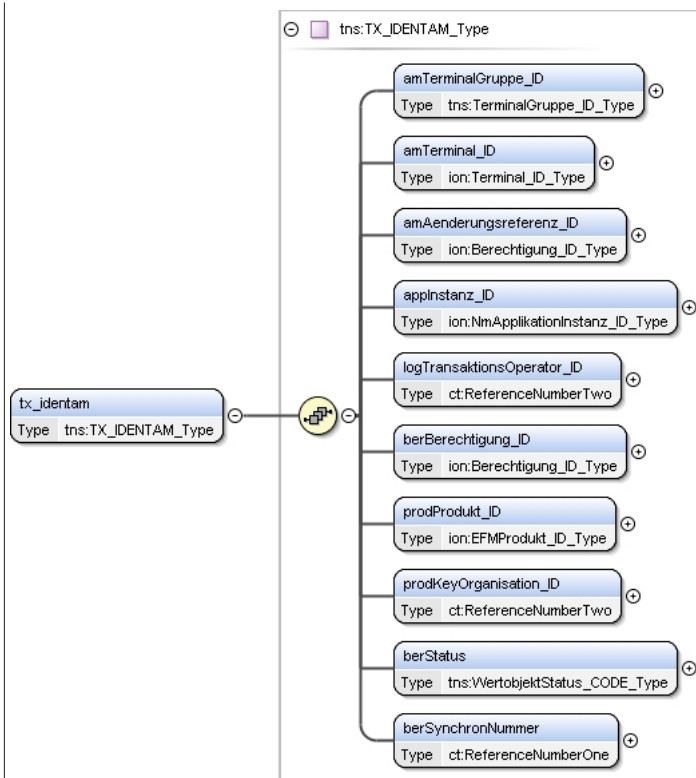 tns:TX_IDENTAM_Type
amTerminalGruppe_ID
Type tns:TerminalGruppe_ID_Type
amTerminal_ID
Type ion:Terminal_ID_Type
amAenderungsreferenz_ID
Type ion:Berechtigung_ID_Type
appInstanz_ID
Type ion:NmApplikationInstanz_ID_Type
logTransaktionsOperator_ID
Type ct:ReferenceNumberTwo
tx_identam
Type tns:TX_IDENTAM_Type
berBerechtigung_ID
Type ion:Berechtigung_ID_Type
prodProdukt_ID
Type ion:EFMProdukt_ID_Type
prodKeyOrganisation_ID
Type ct:ReferenceNumberTwo
berStatus
Type tns:WertobjektStatus_CODE_Type
berSynchronNummer
Type ct:ReferenceNumberOne